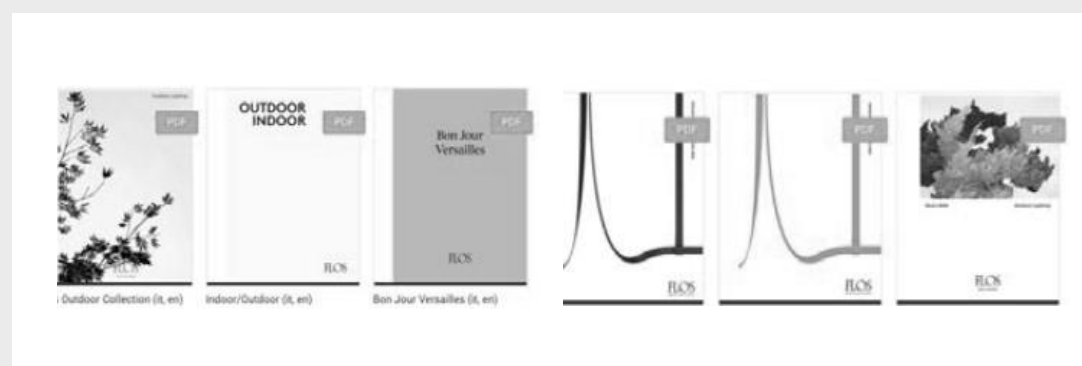 PDF
FLOS
s Outdoor Collection (it, en)
OUTDOOR
INDOOR
PDF
FLOS
Indoor/Outdoor (it, en)
Bon Jour
Versailles
PDF
FLOS
Bon Jour Versailles (it, en)
PDF
FLOS
PDF
FLOS
PDF
FLOS